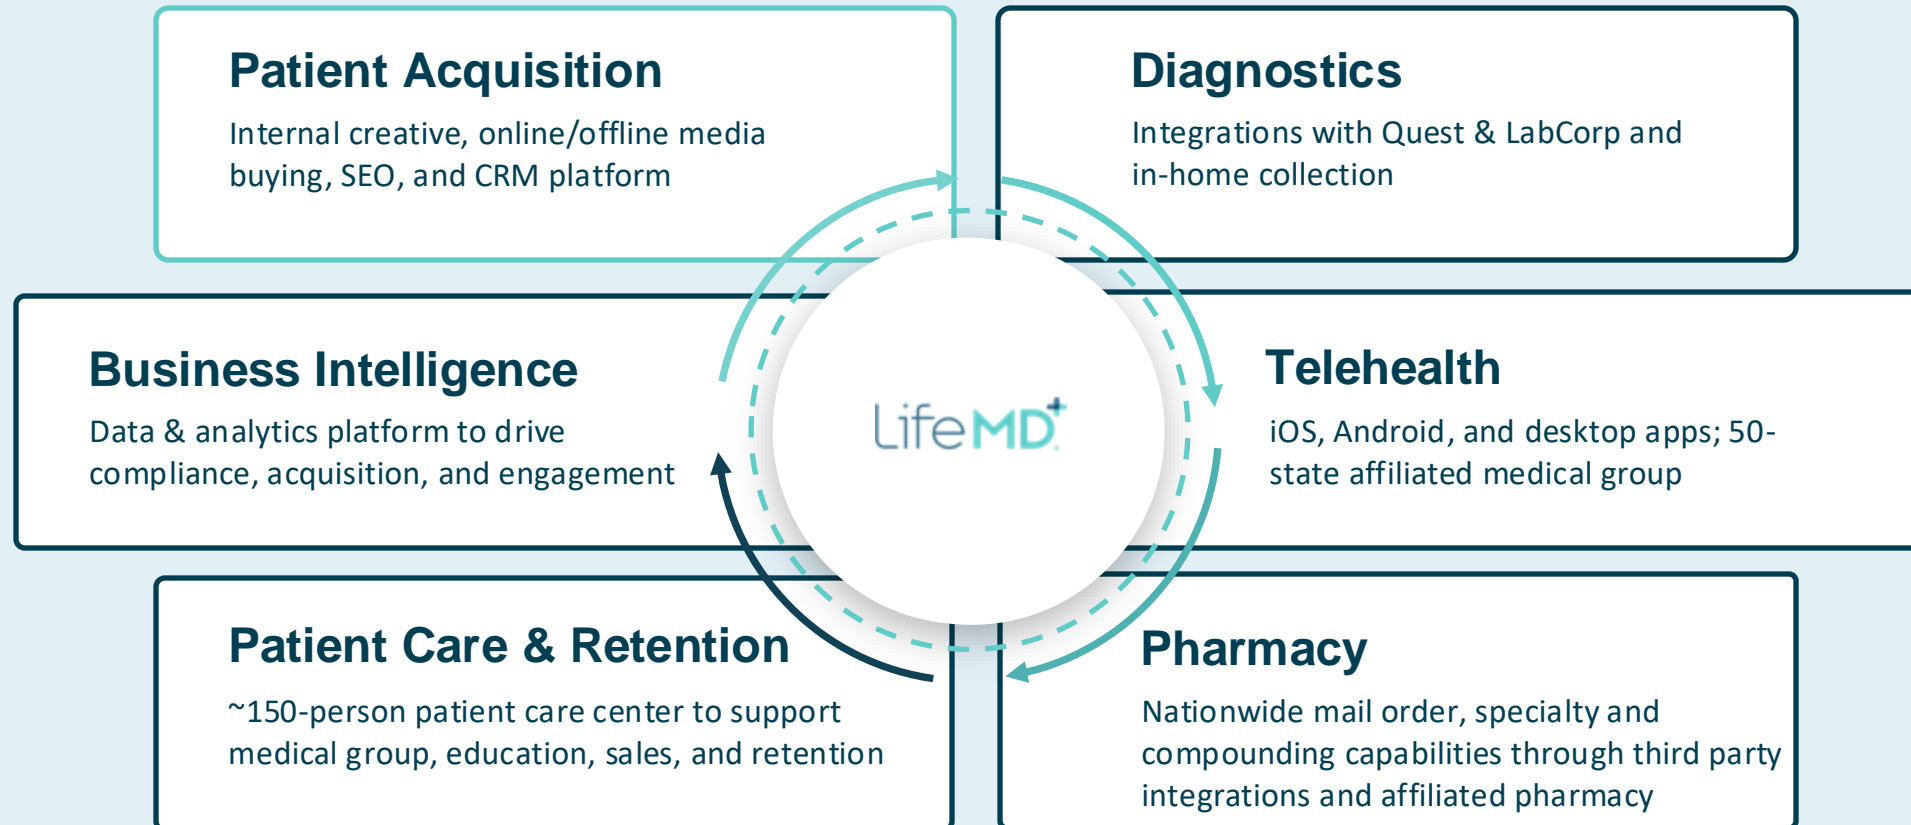 Patient Acquisition
Internal creative, online/offline media
buying, SEO, and CRM platform
Diagnostics
Integrations with Quest & LabCorp and
in-home collection
Business Intelligence
Data & analytics platform to drive
compliance, acquisition, and engagement
LifeMD+
Telehealth
iOS, Android, and desktop apps; 50-
state affiliated medical group
Patient Care & Retention
~150-person patient care center to support
medical group, education, sales, and retention
Pharmacy
Nationwide mail order, specialty and
compounding capabilities through third party
integrations and affiliated pharmacy